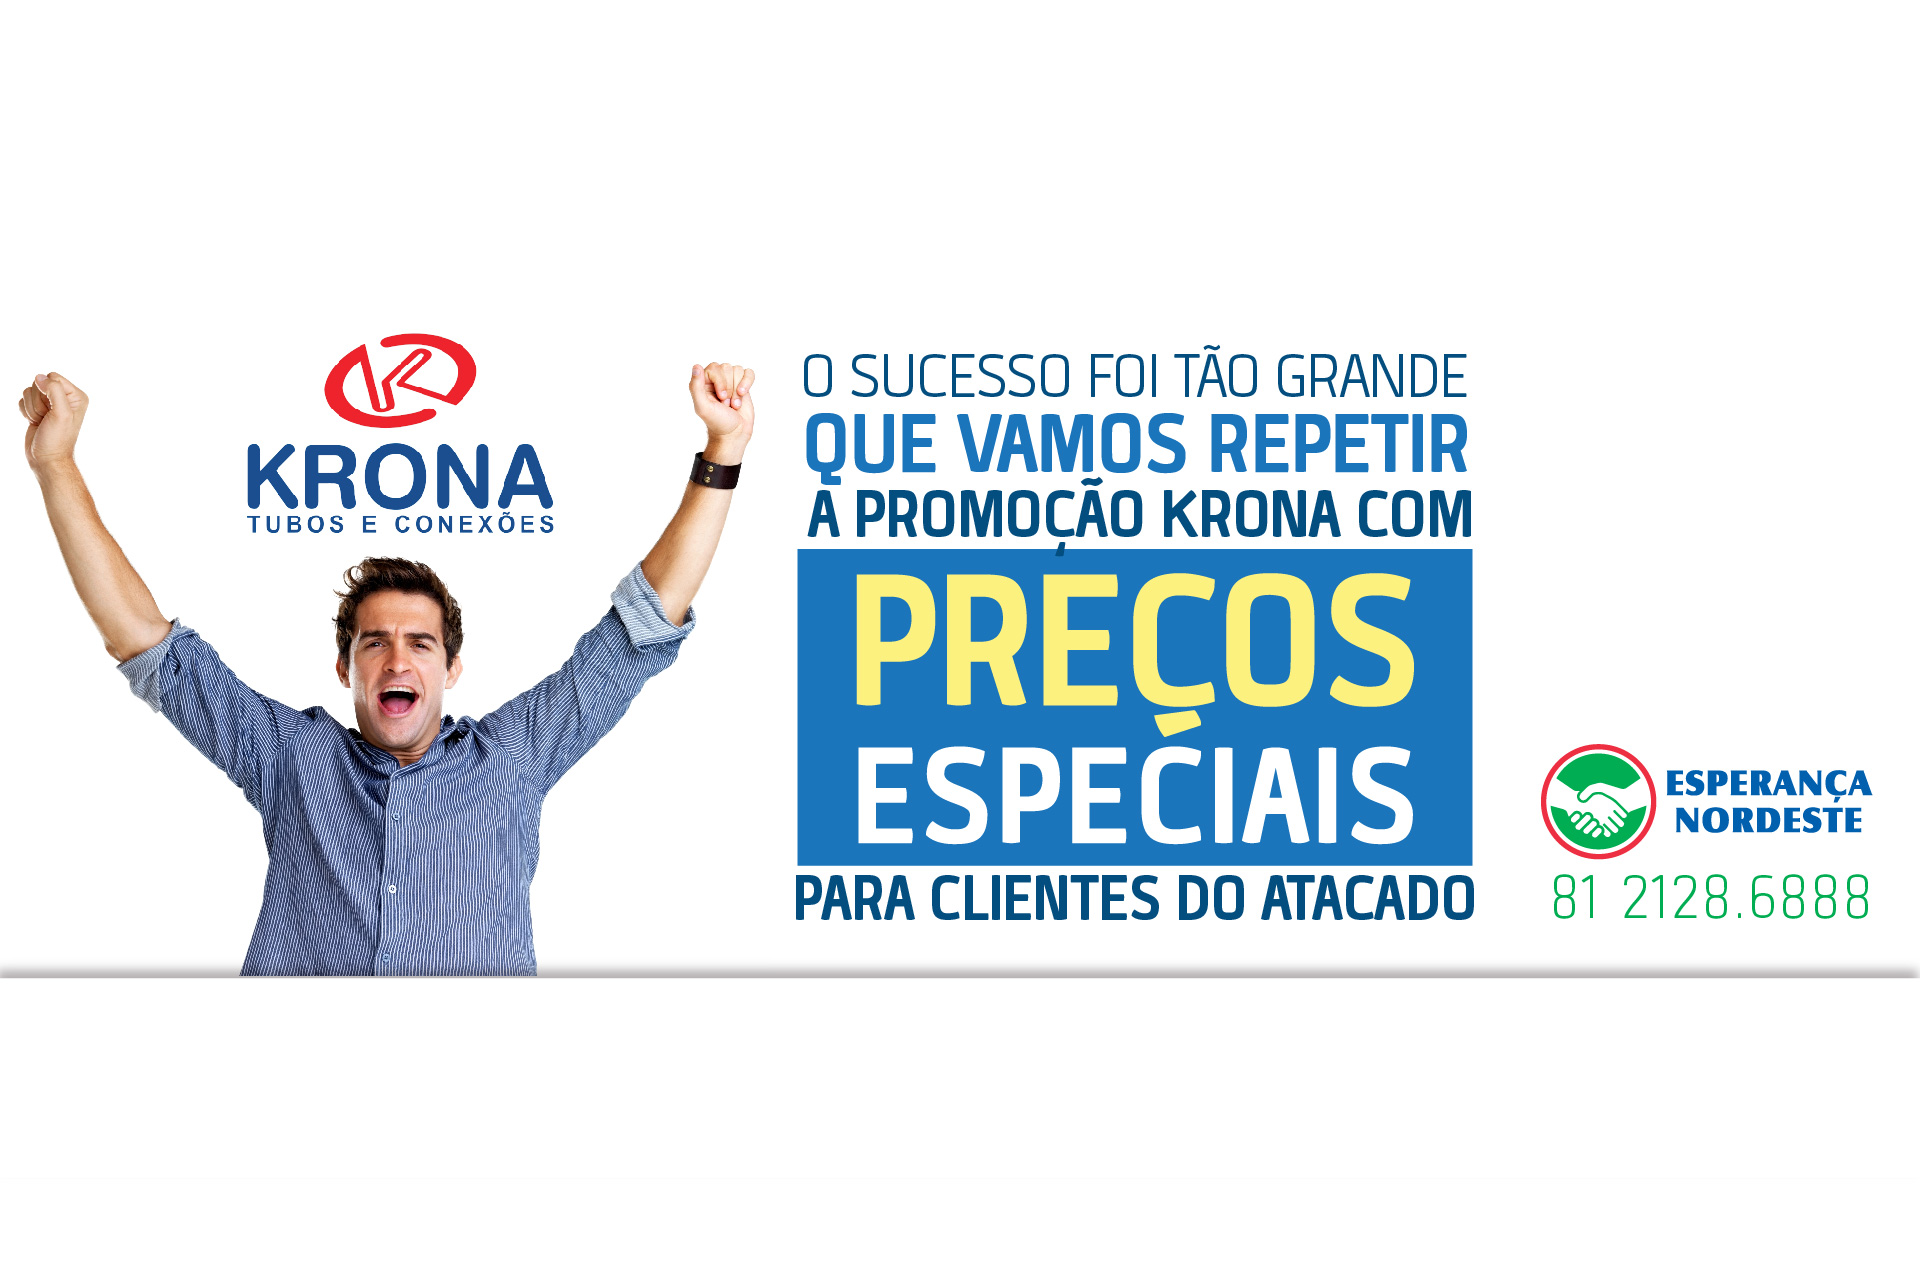 KRONA
TUBOS E CONEXÕES
O SUCESSO FOI TÃO GRANDE
QUE VAMOS REPETIR
A PROMOÇÃO KRONA COM
PREÇOS
ESPECIAIS
PARA CLIENTES DO ATACADO
ESPERANÇA
NORDESTE
81 2128.6888